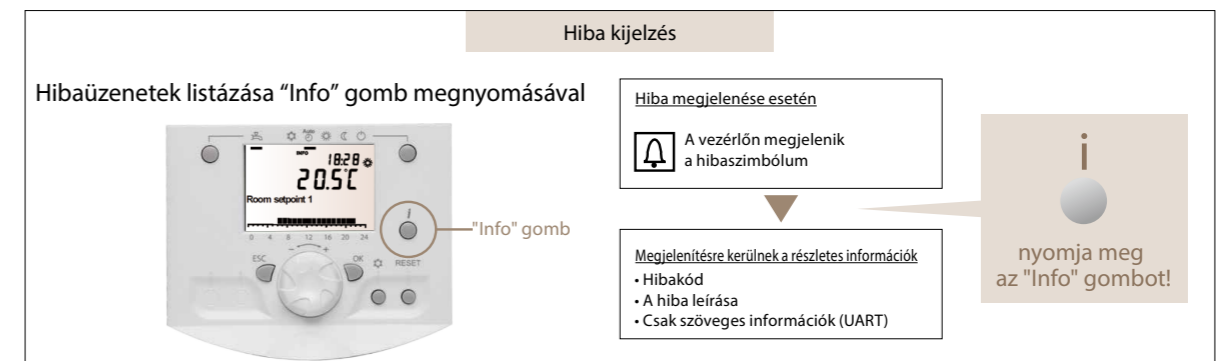 Hiba kijelzés
Hibaüzenetek listázása “Info” gomb megnyomásával
Auto
INFO
18:28
20.5°C
Room setpoint 1
0 4 8 12 16 20 24
i
"Info" gomb
- +
ESC
OK
RESET
Hiba megjelenése esetén
A vezérlőn megjelenik
a hibaszimbólum
Megjelenítésre kerülnek a részletes információk
• Hibakód
• A hiba leírása
• Csak szöveges információk (UART)
i
nyomja meg
az "Info" gombot!